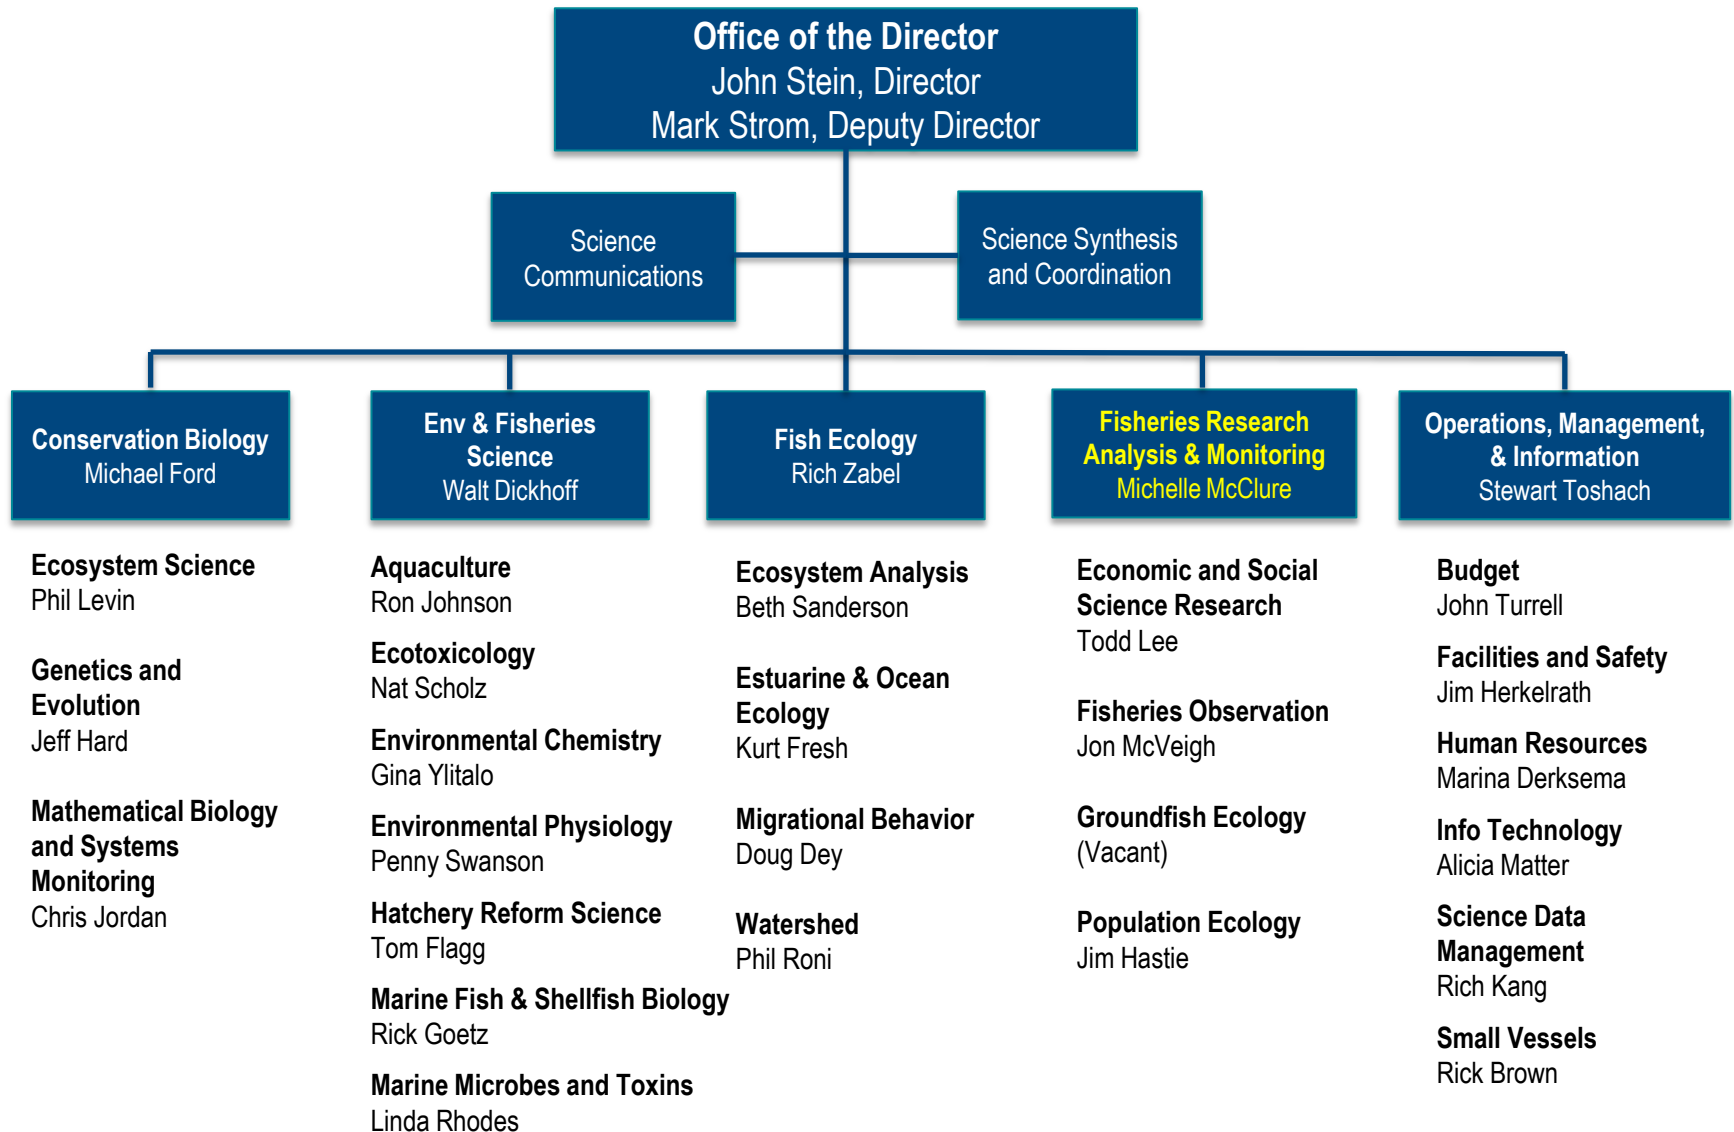 Office of the Director
John Stein, Director
Mark Strom, Deputy Director
Science
Communications
Science Synthesis
and Coordination
Conservation Biology
Michael Ford
Env & Fisheries
Science
Walt Dickhoff
Fish Ecology
Rich Zabel
Fisheries Research
Analysis & Monitoring
Michelle McClure
Operations, Management,
& Information
Stewart Toshach
Ecosystem Science
Phil Levin
Genetics and
Evolution
Jeff Hard
Mathematical Biology
and Systems
Monitoring
Chris Jordan
Aquaculture
Ron Johnson
Ecotoxicology
Nat Scholz
Environmental Chemistry
Gina Ylitalo
Environmental Physiology
Penny Swanson
Hatchery Reform Science
Tom Flagg
Marine Fish & Shellfish Biology
Rick Goetz
Marine Microbes and Toxins
Linda Rhodes
Ecosystem Analysis
Beth Sanderson
Estuarine & Ocean
Ecology
Kurt Fresh
Migrational Behavior
Doug Dey
Watershed
Phil Roni
Economic and Social
Science Research
Todd Lee
Fisheries Observation
Jon McVeigh
Groundfish Ecology
(Vacant)
Population Ecology
Jim Hastie
Budget
John Turrell
Facilities and Safety
Jim Herkelrath
Human Resources
Marina Derksema
Info Technology
Alicia Matter
Science Data
Management
Rich Kang
Small Vessels
Rick Brown